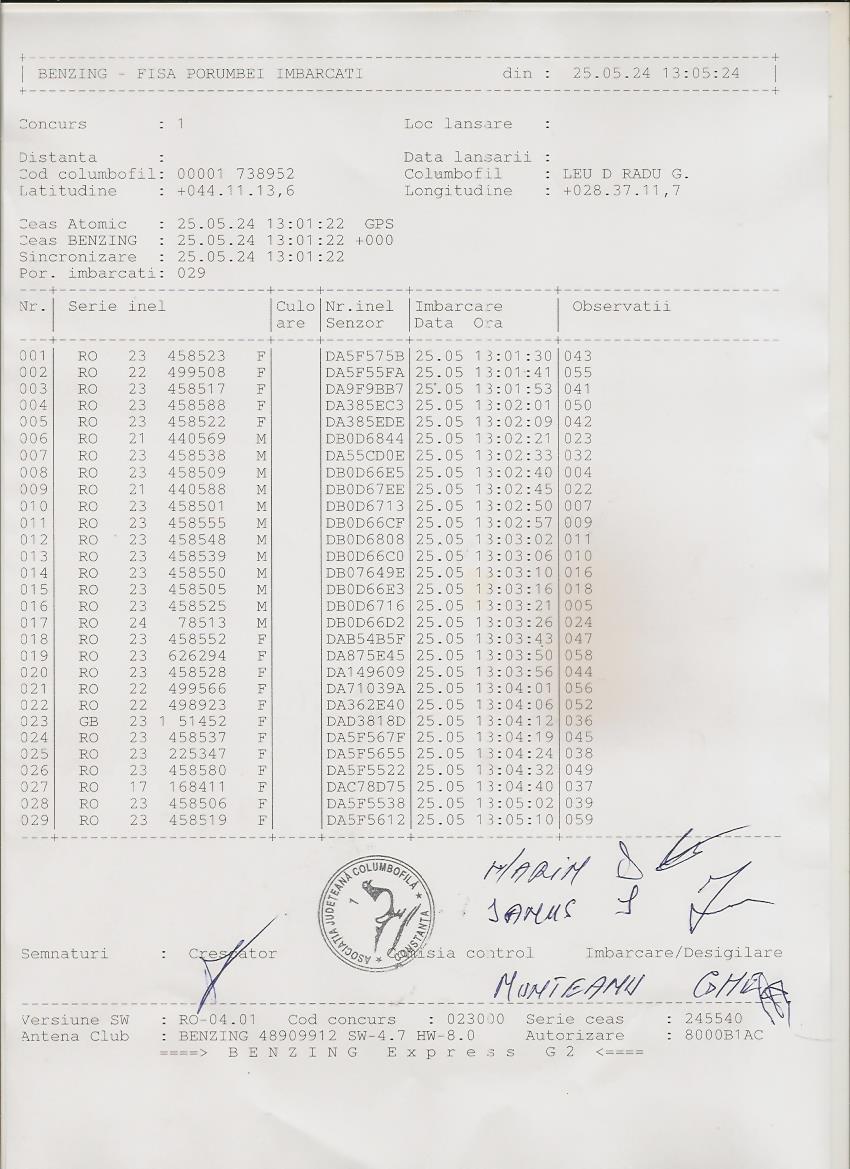 BENZING - FISA PORUMBEI IMBARCATI din : 25.05.24 13:05:24
Concurs : 1 Loc lansare :
Distanta : Data lansarii :
Cod columbofil: 00001 738952 Columbofil : LEU D RADU G.
Latitudine : +044.11.13,6 Longitudine : +028.37.11,7
Ceas Atomic : 25.05.24 13:01:22 GPS
Ceas BENZING : 25.05.24 13:01:22 +000
Sincronizare : 25.05.24 13:01:22
Por. imbarcati: 029
Nr. Serie inel Culo Nr.inel Imbarcare Observatii
are Senzor Data Ora
001 RO 23 458523 F DA5F575B 25.05 13:01:30 043
002 RO 22 499508 F DA5F55FA 25.05 13:01:41 055
003 RO 23 458517 F DA9F9BB7 25.05 13:01:53 041
004 RO 23 458588 F DA385EC3 25.05 13:02:01 050
005 RO 23 458522 F DA385EDE 25.05 13:02:09 042
006 RO 21 440569 M DB0D6844 25.05 13:02:21 023
007 RO 23 458538 M DA55CD0E 25.05 13:02:33 032
008 RO 23 458509 M DB0D66E5 25.05 13:02:40 004
009 RO 21 440588 M DB0D67EE 25.05 13:02:45 022
010 RO 23 458501 M DB0D6713 25.05 13:02:50 007
011 RO 23 458555 M DB0D66CF 25.05 13:02:57 009
012 RO 23 458548 M DB0D6808 25.05 13:03:02 011
013 RO 23 458539 M DB0D66C0 25.05 13:03:06 010
014 RO 23 458550 M DB07649E 25.05 13:03:10 016
015 RO 23 458505 M DB0D66E3 25.05 13:03:16 018
016 RO 23 458525 M DB0D6716 25.05 13:03:21 005
017 RO 24 78513 M DB0D66D2 25.05 13:03:26 024
018 RO 23 458552 F DAB54B5F 25.05 13:03:43 047
019 RO 23 626294 F DA875E45 25.05 13:03:50 058
020 RO 23 458528 F DA149609 25.05 13:03:56 044
021 RO 22 499566 F DA71039A 25.05 13:04:01 056
022 RO 22 498923 F DA362E40 25.05 13:04:06 052
023 GB 23 1 51452 F DAD3818D 25.05 13:04:12 036
024 RO 23 458537 F DA5F567F 25.05 13:04:19 045
025 RO 23 225347 F DA5F5655 25.05 13:04:24 038
026 RO 23 458580 F DA5F5522 25.05 13:04:32 049
027 RO 17 168411 F DAC78D75 25.05 13:04:40 037
028 RO 23 458506 F DA5F5538 25.05 13:05:02 039
029 RO 23 458519 F DA5F5612 25.05 13:05:10 059
MARIM D
IANUS I
ASOCIAȚIA JUDEȚEANĂ COLUMBOFILĂ * CONSTANȚA *
1
Semnaturi : Crescator Comisia control Imbarcare/Desigilare
MUNTEANU GHE
Versiune SW : RO-04.01 Cod concurs : 023000 Serie ceas : 245540
Antena Club : BENZING 48909912 SW-4.7 HW-8.0 Autorizare : 8000B1AC
====> B E N Z I N G E x p r e s s G 2 <====